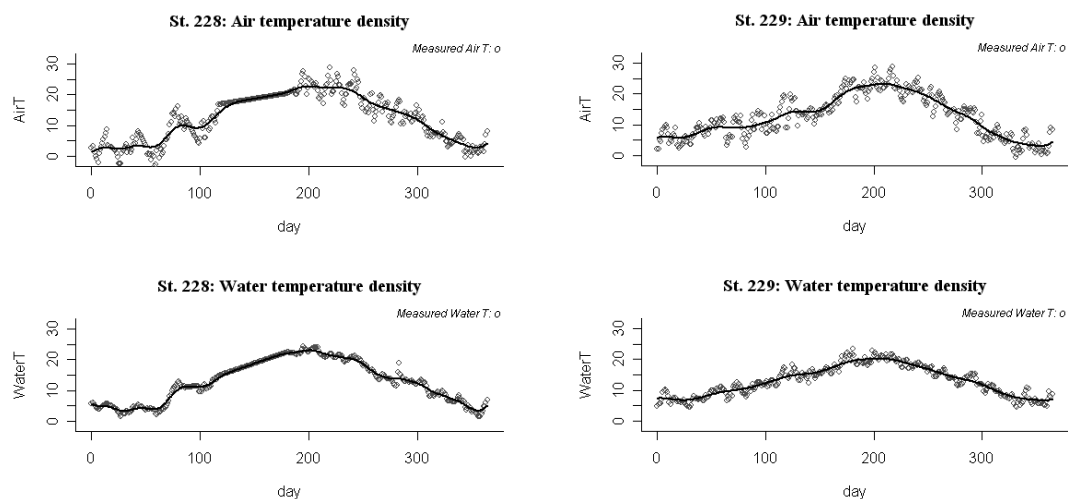 St. 228: Air temperature density
Measured Air T: o
AirT
0 10 20 30
0 100 200 300
day
St. 229: Air temperature density
Measured Air T: o
AirT
0 10 20 30
0 100 200 300
day
St. 228: Water temperature density
Measured Water T: o
WaterT
0 10 20 30
0 100 200 300
day
St. 229: Water temperature density
Measured Water T: o
WaterT
0 10 20 30
0 100 200 300
day